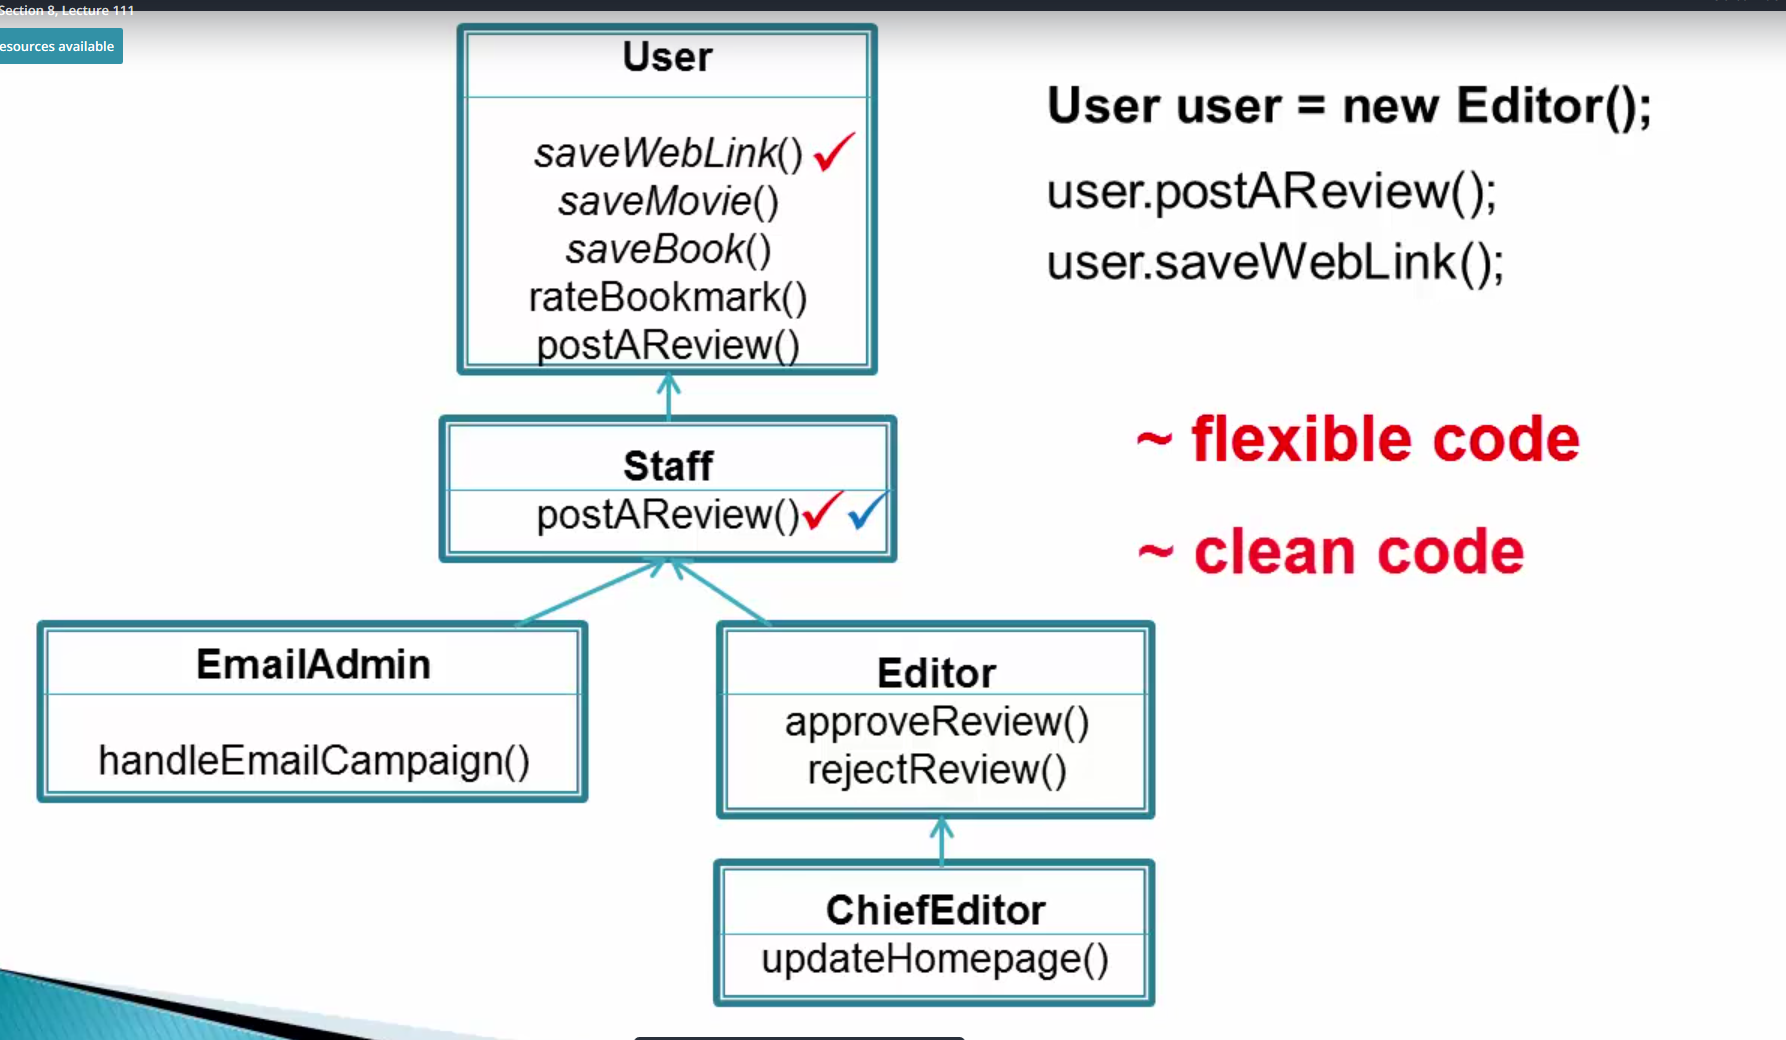 Section 8, Lecture 111
esources available
User
saveWebLink()
saveMovie()
saveBook()
rateBookmark()
postAReview()
Staff
postAReview()
EmailAdmin
handleEmailCampaign()
Editor
approveReview()
rejectReview()
ChiefEditor
updateHomepage()
User user = new Editor();
user.postAReview();
user.saveWebLink();
~ flexible code
~ clean code